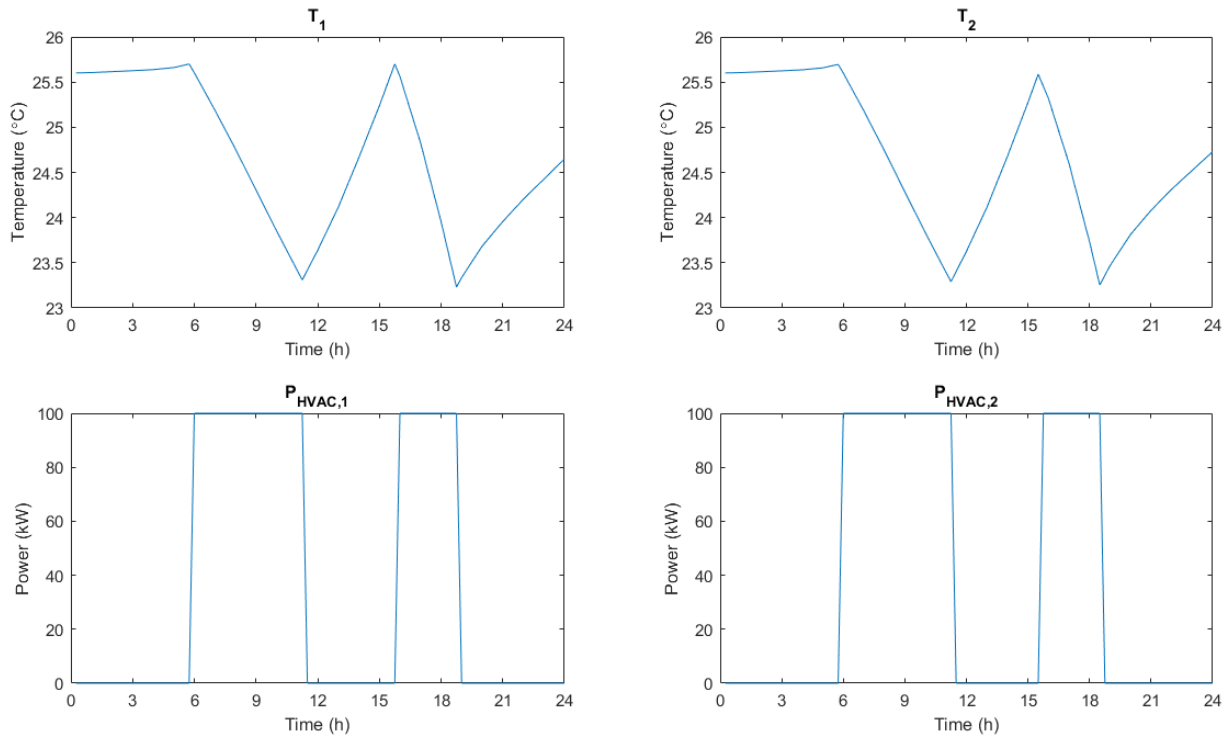 T1
26
25.5
25
24.5
24
23.5
23
Temperature (°C)
0 3 6 9 12 15 18 21 24
Time (h)
T2
26
25.5
25
24.5
24
23.5
23
Temperature (°C)
0 3 6 9 12 15 18 21 24
Time (h)
PHVAC,1
100
80
60
40
20
0
Power (kW)
0 3 6 9 12 15 18 21 24
Time (h)
PHVAC,2
100
80
60
40
20
0
Power (kW)
0 3 6 9 12 15 18 21 24
Time (h)